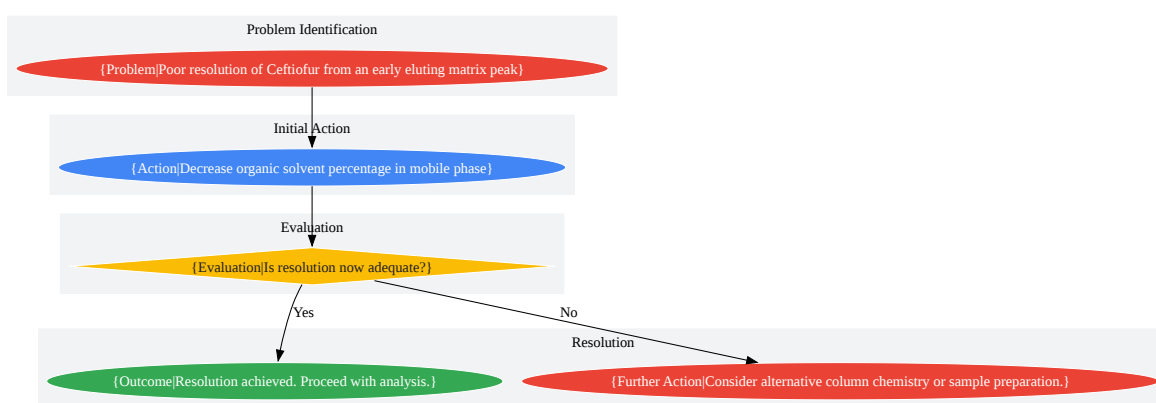 Problem Identification
{Problem|Poor resolution of Ceftiofur from an early eluting matrix peak}
Initial Action
{Action|Decrease organic solvent percentage in mobile phase}
Evaluation
{Evaluation|Is resolution now adequate?}
Yes
No
Resolution
{Outcome|Resolution achieved. Proceed with analysis.}
{Further Action|Consider alternative column chemistry or sample preparation.}